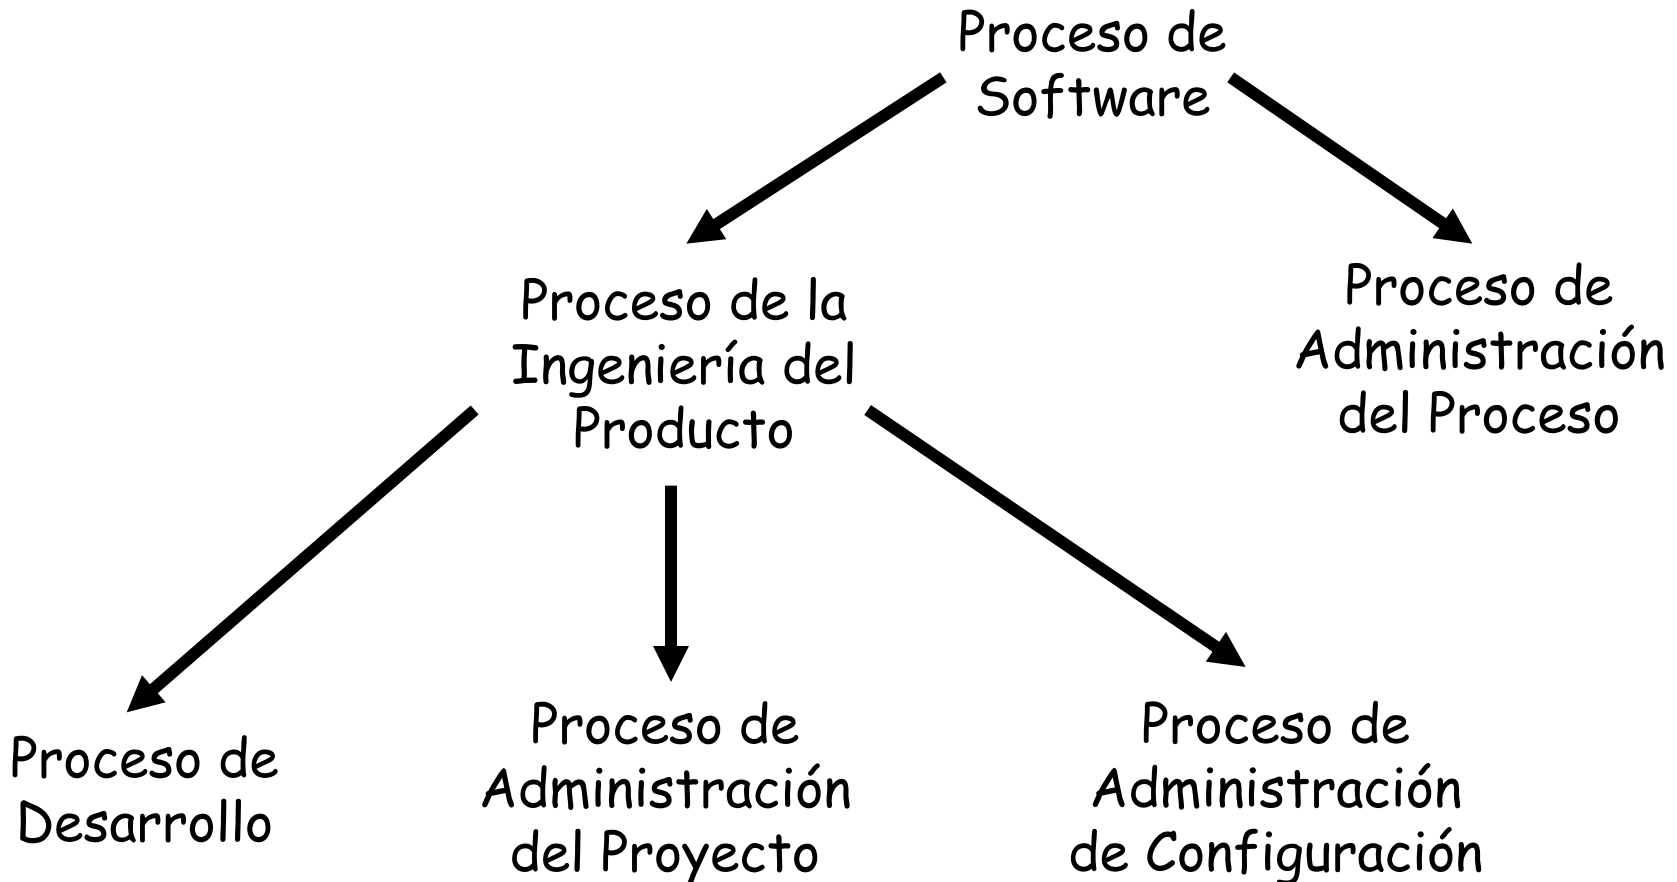 Proceso de
Software
Proceso de la
Ingeniería del
Producto
Proceso de
Administración
del Proceso
Proceso de
Desarrollo
Proceso de
Administración
del Proyecto
Proceso de
Administración
de Configuración